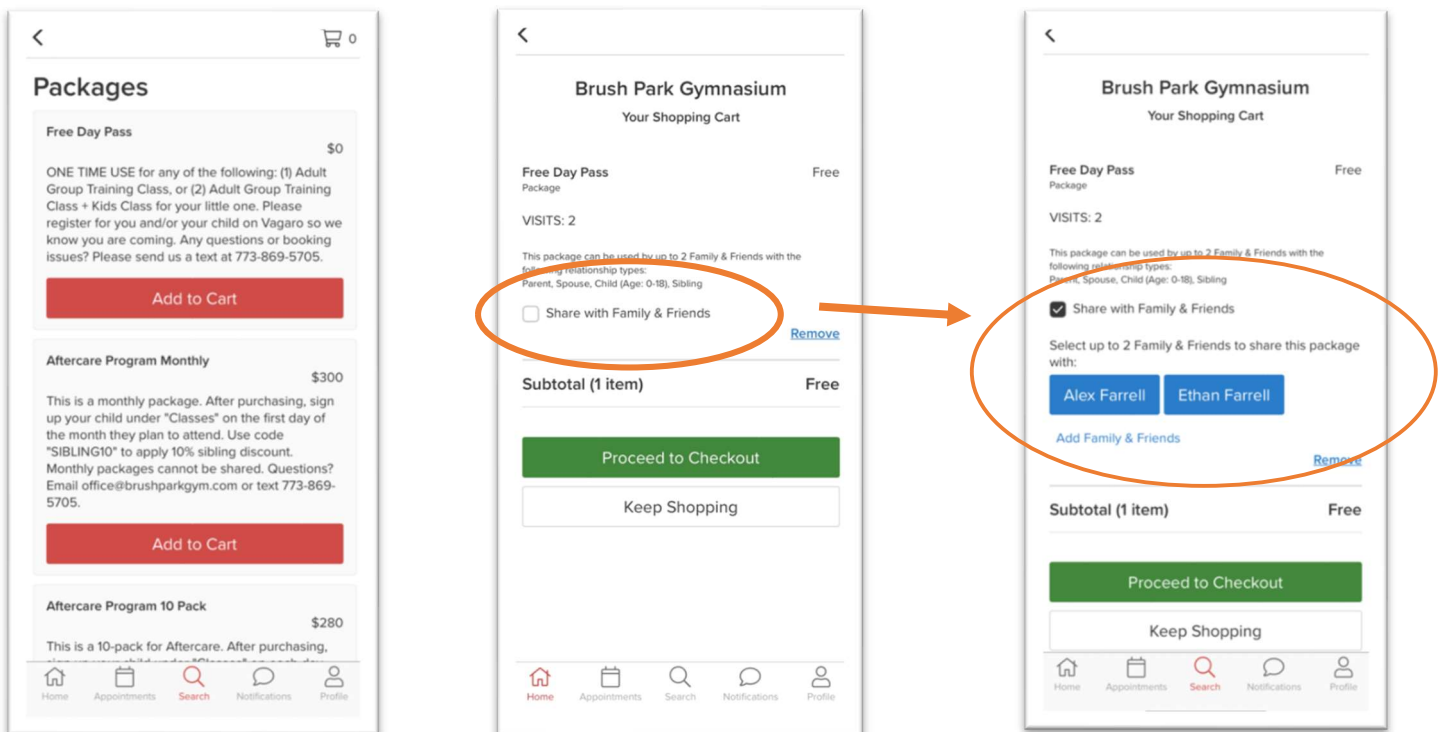 0
Packages
Free Day Pass
$0
ONE TIME USE for any of the following: (1) Adult
Group Training Class, or (2) Adult Group Training
Class + Kids Class for your little one. Please
register for you and/or your child on Vagaro so we
know you are coming. Any questions or booking
issues? Please send us a text at 773-869-5705.
Add to Cart
Aftercare Program Monthly
$300
This is a monthly package. After purchasing, sign
up your child under "Classes" on the first day of
the month they plan to attend. Use code
"SIBLING10" to apply 10% sibling discount.
Monthly packages cannot be shared. Questions?
Email office@brushparkgym.com or text 773-869-
5705.
Add to Cart
Aftercare Program 10 Pack
$280
This is a 10-pack for Aftercare. After purchasing,
Home Appointments Search Notifications Profile
Brush Park Gymnasium
Your Shopping Cart
Free Day Pass Free
Package
VISITS: 2
This package can be used by up to 2 Family & Friends with the
following relationship types:
Parent, Spouse, Child (Age: 0-18), Sibling
Share with Family & Friends
Remove
Subtotal (1 item) Free
Proceed to Checkout
Keep Shopping
Home Appointments Search Notifications Profile
Brush Park Gymnasium
Your Shopping Cart
Free Day Pass Free
Package
VISITS: 2
This package can be used by up to 2 Family & Friends with the
following relationship types:
Parent, Spouse, Child (Age: 0-18), Sibling
Share with Family & Friends
Select up to 2 Family & Friends to share this package
with:
Alex Farrell Ethan Farrell
Add Family & Friends
Remove
Subtotal (1 item) Free
Proceed to Checkout
Keep Shopping
Home Appointments Search Notifications Profile